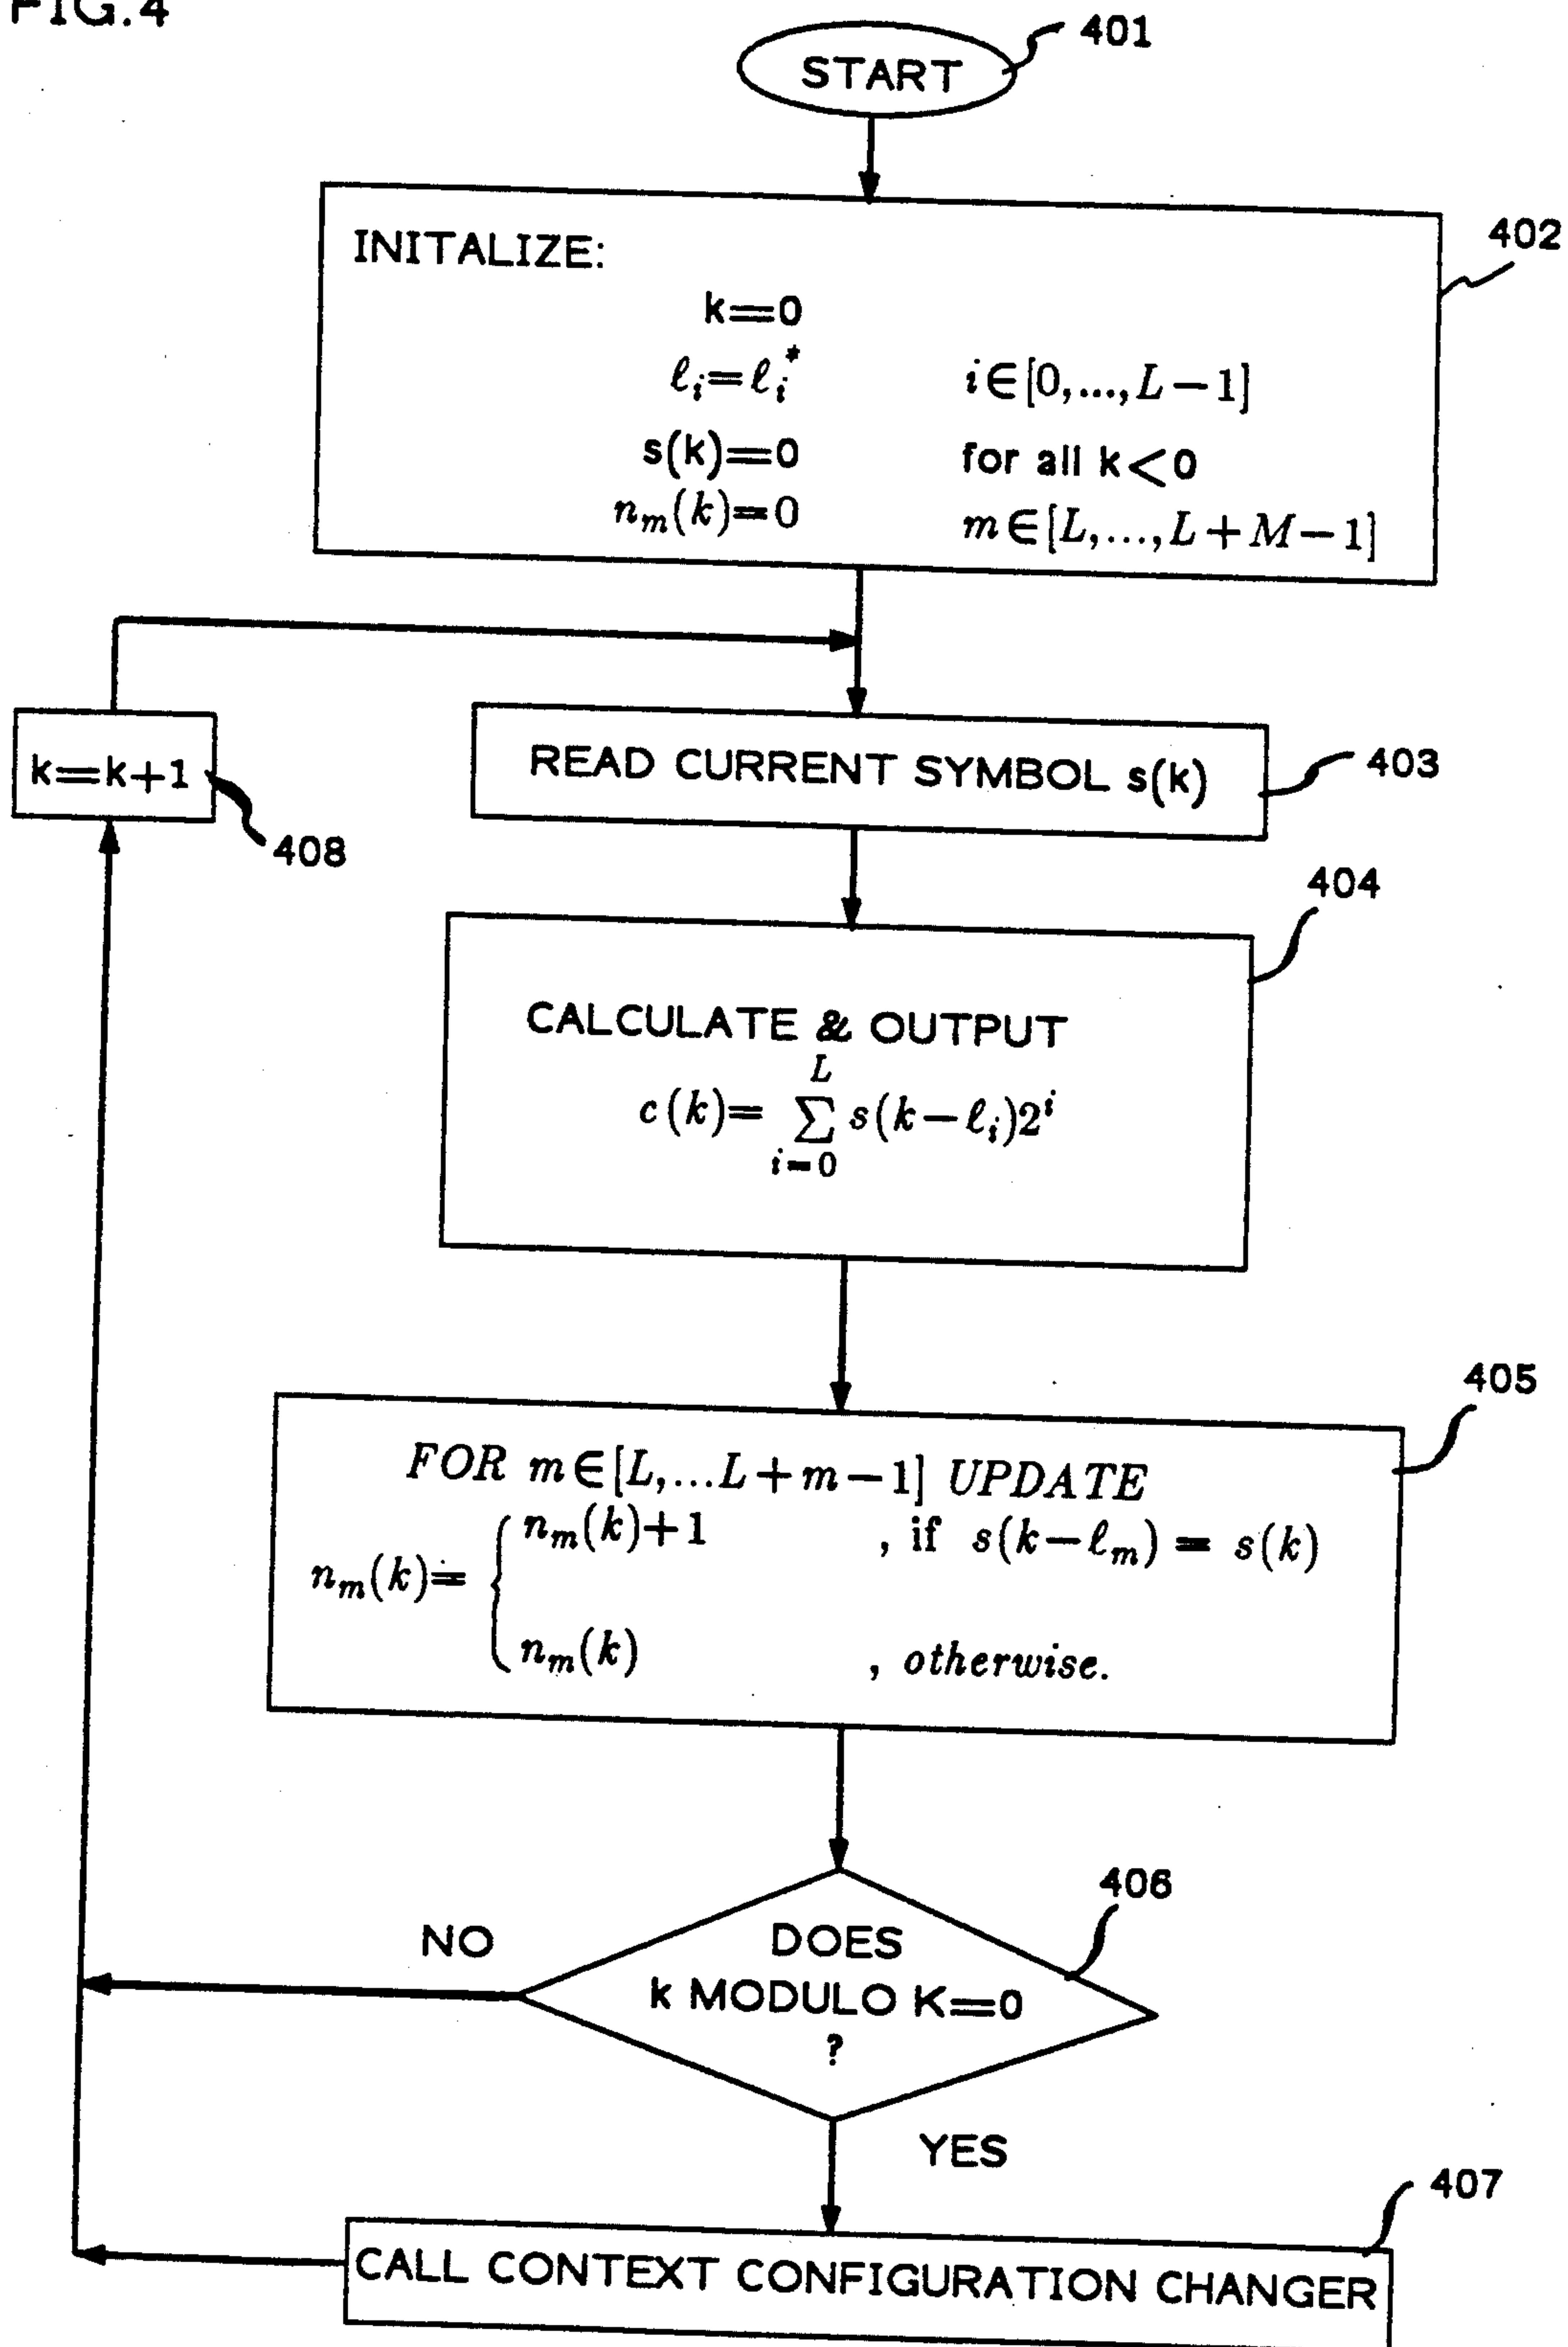 FIG.4
START
401
INITALIZE:
402
k=0
ℓ_i=ℓ_i^* i∈[0,...,L−1]
s(k)=0 for all k<0
n_m(k)=0 m∈[L,...,L+M−1]
k=k+1
408
READ CURRENT SYMBOL s(k)
403
404
CALCULATE & OUTPUT
L
c(k)= ∑ s(k−ℓ_i)2^i
i=0
405
FOR m∈[L,...L+m−1] UPDATE
n_m(k)+1 , if s(k−ℓ_m) = s(k)
n_m(k)= {
n_m(k) , otherwise.
406
NO
DOES
k MODULO K=0
?
YES
407
CALL CONTEXT CONFIGURATION CHANGER